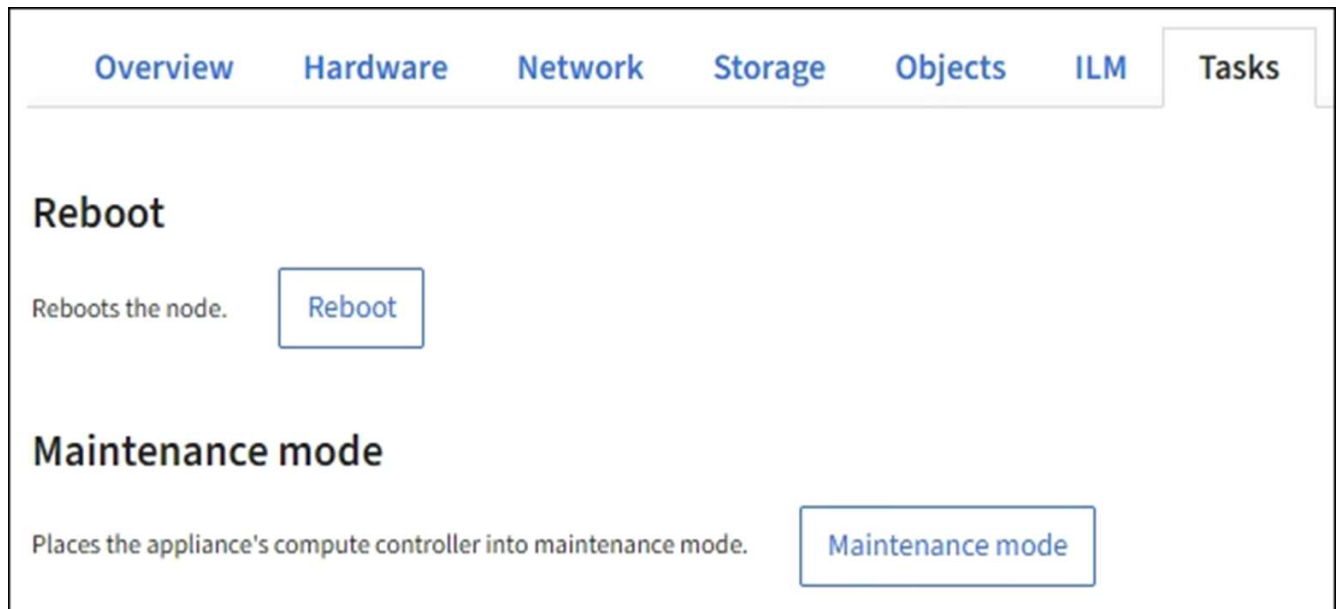 Overview Hardware Network Storage Objects ILM Tasks
Reboot
Reboots the node. Reboot
Maintenance mode
Places the appliance's compute controller into maintenance mode. Maintenance mode